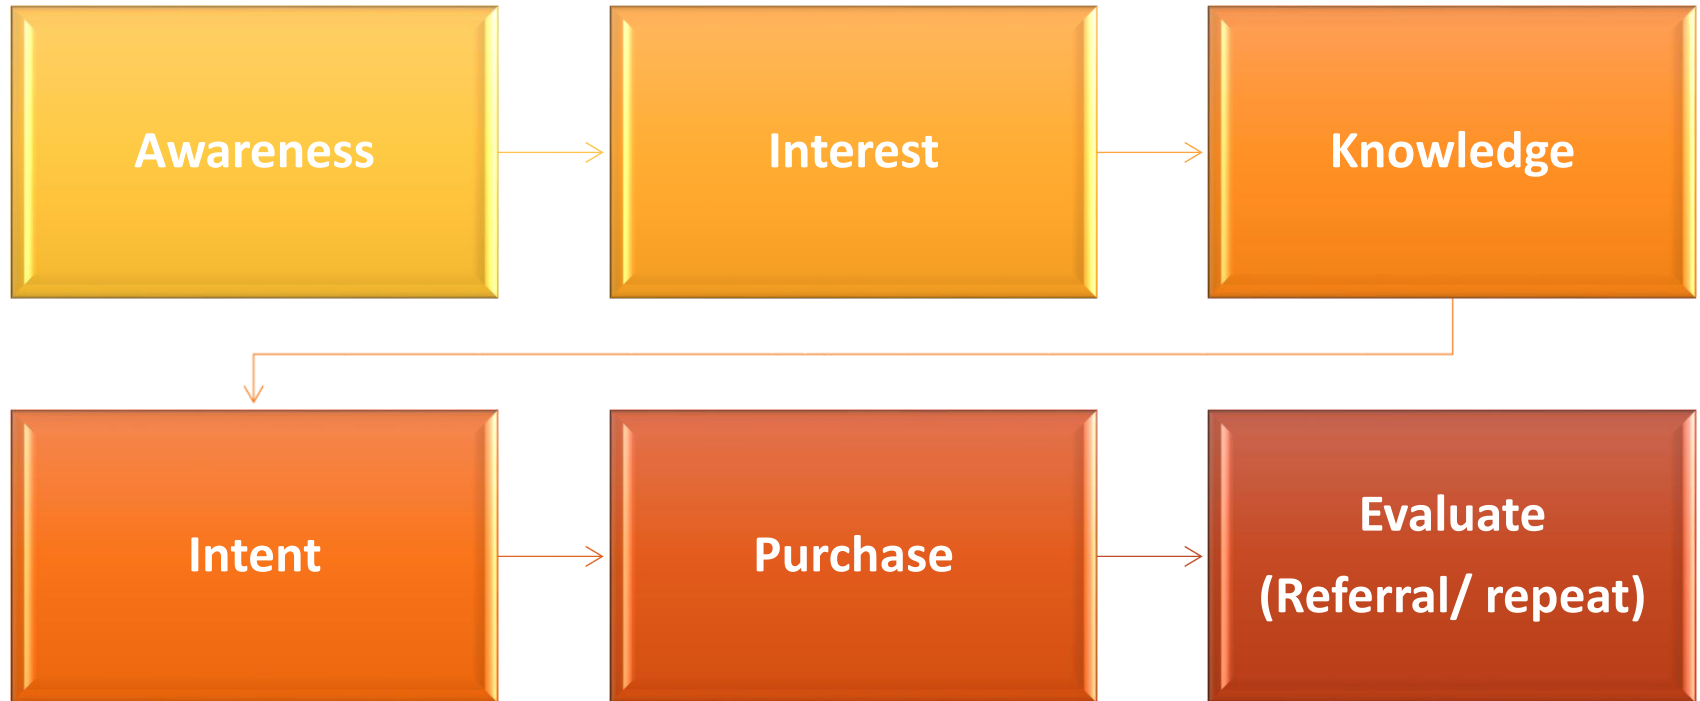 Awareness
Interest
Knowledge
Intent
Purchase
Evaluate
(Referral/ repeat)